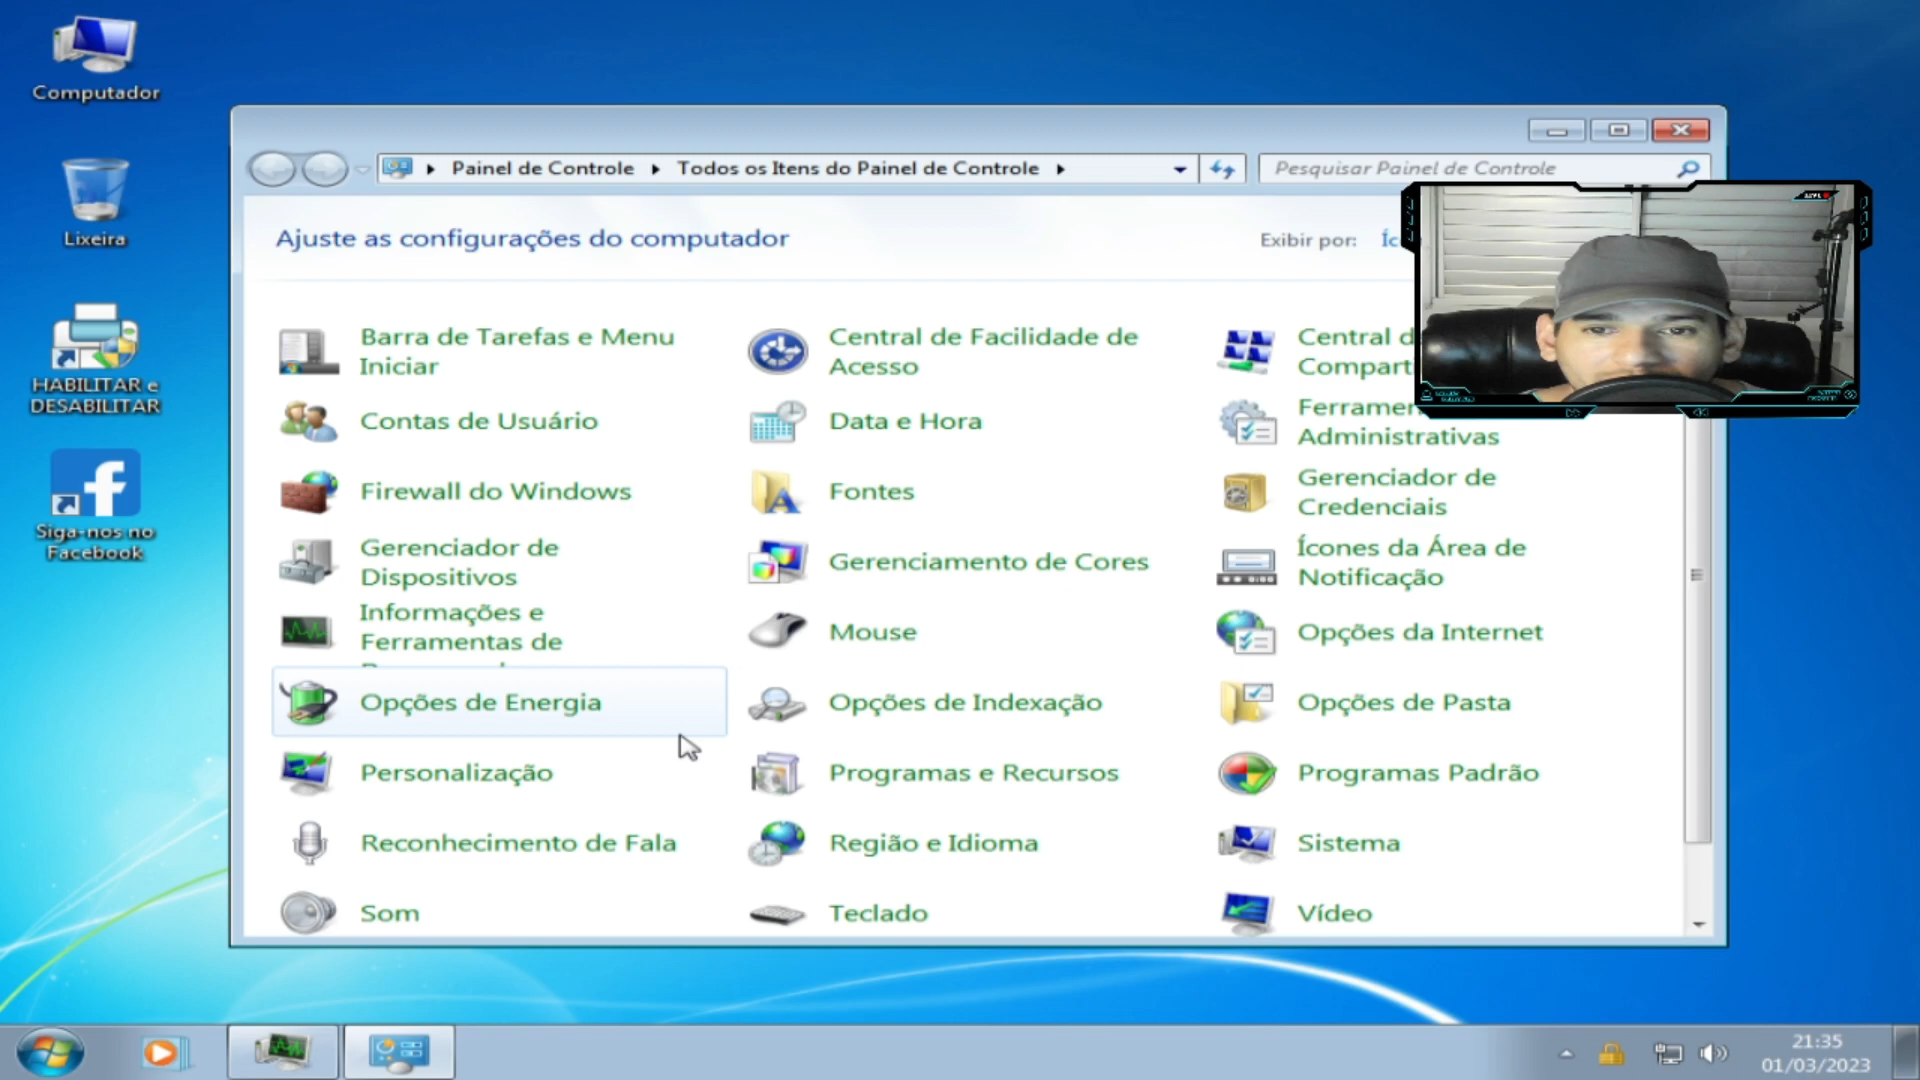 Computador
Lixeira
HABILITAR e
DESABILITAR
Siga-nos no
Facebook
Painel de Controle
Todos os Itens do Painel de Controle
Pesquisar Painel de Controle
Ajuste as configurações do computador
Exibir por:
Barra de Tarefas e Menu
Iniciar
Central de Facilidade de
Acesso
Central d
Compart
Contas de Usuário
Data e Hora
Ferramen
Administrativas
Firewall do Windows
Fontes
Gerenciador de
Credenciais
Gerenciador de
Dispositivos
Gerenciamento de Cores
Ícones da Área de
Notificação
Informações e
Ferramentas de
Mouse
Opções da Internet
Opções de Energia
Opções de Indexação
Opções de Pasta
Personalização
Programas e Recursos
Programas Padrão
Reconhecimento de Fala
Região e Idioma
Sistema
Som
Teclado
Vídeo
21:35
01/03/2023